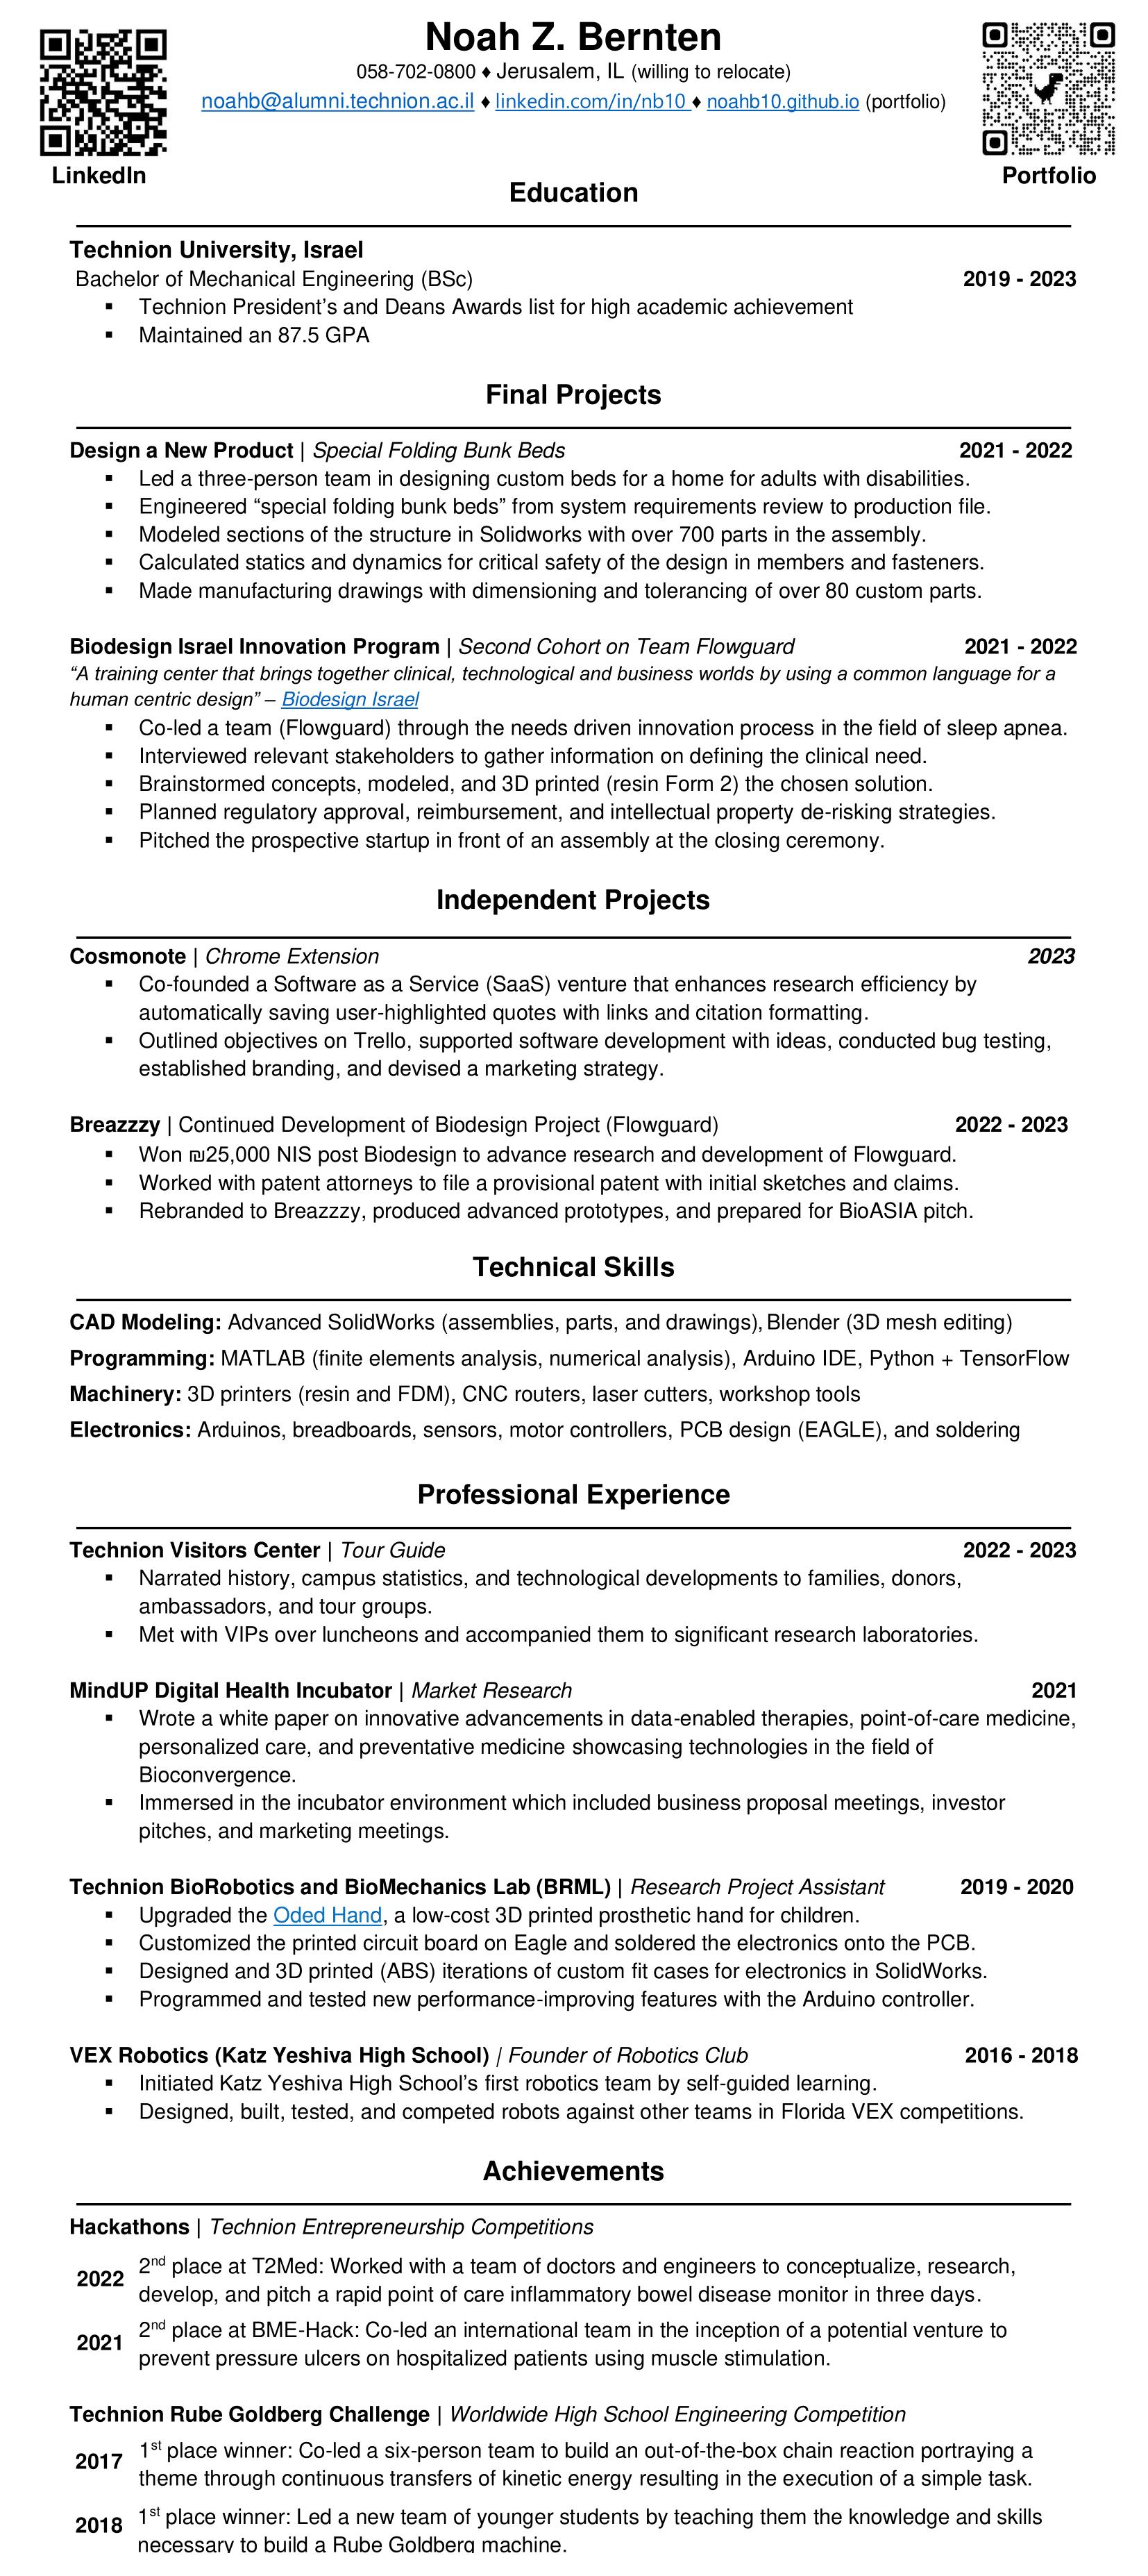 Noah Z. Bernten
058-702-0800 ♦ Jerusalem, IL (willing to relocate)
noahb@alumni.technion.ac.il ♦ linkedin.com/in/nb10 ♦ noahb10.github.io (portfolio)
LinkedIn
Portfolio
Education
Technion University, Israel
Bachelor of Mechanical Engineering (BSc) 2019 - 2023
▪ Technion President’s and Deans Awards list for high academic achievement
▪ Maintained an 87.5 GPA
Final Projects
Design a New Product | Special Folding Bunk Beds 2021 - 2022
▪ Led a three-person team in designing custom beds for a home for adults with disabilities.
▪ Engineered “special folding bunk beds” from system requirements review to production file.
▪ Modeled sections of the structure in Solidworks with over 700 parts in the assembly.
▪ Calculated statics and dynamics for critical safety of the design in members and fasteners.
▪ Made manufacturing drawings with dimensioning and tolerancing of over 80 custom parts.
Biodesign Israel Innovation Program | Second Cohort on Team Flowguard 2021 - 2022
“A training center that brings together clinical, technological and business worlds by using a common language for a
human centric design” – Biodesign Israel
▪ Co-led a team (Flowguard) through the needs driven innovation process in the field of sleep apnea.
▪ Interviewed relevant stakeholders to gather information on defining the clinical need.
▪ Brainstormed concepts, modeled, and 3D printed (resin Form 2) the chosen solution.
▪ Planned regulatory approval, reimbursement, and intellectual property de-risking strategies.
▪ Pitched the prospective startup in front of an assembly at the closing ceremony.
Independent Projects
Cosmonote | Chrome Extension 2023
▪ Co-founded a Software as a Service (SaaS) venture that enhances research efficiency by
automatically saving user-highlighted quotes with links and citation formatting.
▪ Outlined objectives on Trello, supported software development with ideas, conducted bug testing,
established branding, and devised a marketing strategy.
Breazzzy | Continued Development of Biodesign Project (Flowguard) 2022 - 2023
▪ Won ₪25,000 NIS post Biodesign to advance research and development of Flowguard.
▪ Worked with patent attorneys to file a provisional patent with initial sketches and claims.
▪ Rebranded to Breazzzy, produced advanced prototypes, and prepared for BioASIA pitch.
Technical Skills
CAD Modeling: Advanced SolidWorks (assemblies, parts, and drawings), Blender (3D mesh editing)
Programming: MATLAB (finite elements analysis, numerical analysis), Arduino IDE, Python + TensorFlow
Machinery: 3D printers (resin and FDM), CNC routers, laser cutters, workshop tools
Electronics: Arduinos, breadboards, sensors, motor controllers, PCB design (EAGLE), and soldering
Professional Experience
Technion Visitors Center | Tour Guide 2022 - 2023
▪ Narrated history, campus statistics, and technological developments to families, donors,
ambassadors, and tour groups.
▪ Met with VIPs over luncheons and accompanied them to significant research laboratories.
MindUP Digital Health Incubator | Market Research 2021
▪ Wrote a white paper on innovative advancements in data-enabled therapies, point-of-care medicine,
personalized care, and preventative medicine showcasing technologies in the field of
Bioconvergence.
▪ Immersed in the incubator environment which included business proposal meetings, investor
pitches, and marketing meetings.
Technion BioRobotics and BioMechanics Lab (BRML) | Research Project Assistant 2019 - 2020
▪ Upgraded the Oded Hand, a low-cost 3D printed prosthetic hand for children.
▪ Customized the printed circuit board on Eagle and soldered the electronics onto the PCB.
▪ Designed and 3D printed (ABS) iterations of custom fit cases for electronics in SolidWorks.
▪ Programmed and tested new performance-improving features with the Arduino controller.
VEX Robotics (Katz Yeshiva High School) | Founder of Robotics Club 2016 - 2018
▪ Initiated Katz Yeshiva High School’s first robotics team by self-guided learning.
▪ Designed, built, tested, and competed robots against other teams in Florida VEX competitions.
Achievements
Hackathons | Technion Entrepreneurship Competitions
2022 2nd place at T2Med: Worked with a team of doctors and engineers to conceptualize, research,
develop, and pitch a rapid point of care inflammatory bowel disease monitor in three days.
2021 2nd place at BME-Hack: Co-led an international team in the inception of a potential venture to
prevent pressure ulcers on hospitalized patients using muscle stimulation.
Technion Rube Goldberg Challenge | Worldwide High School Engineering Competition
2017 1st place winner: Co-led a six-person team to build an out-of-the-box chain reaction portraying a
theme through continuous transfers of kinetic energy resulting in the execution of a simple task.
2018 1st place winner: Led a new team of younger students by teaching them the knowledge and skills
necessary to build a Rube Goldberg machine.